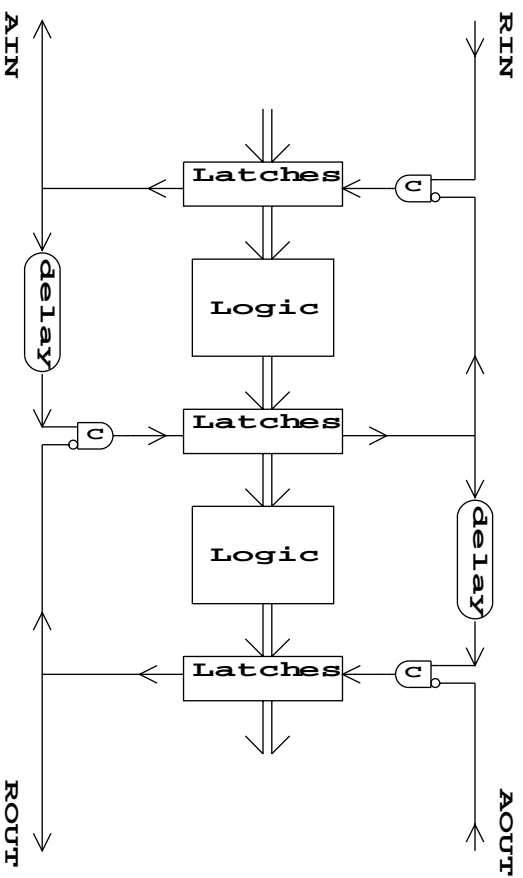 AIN
RIN
Latches
C
delay
Logic
C
Latches
delay
Logic
Latches
C
ROUT
AOUT